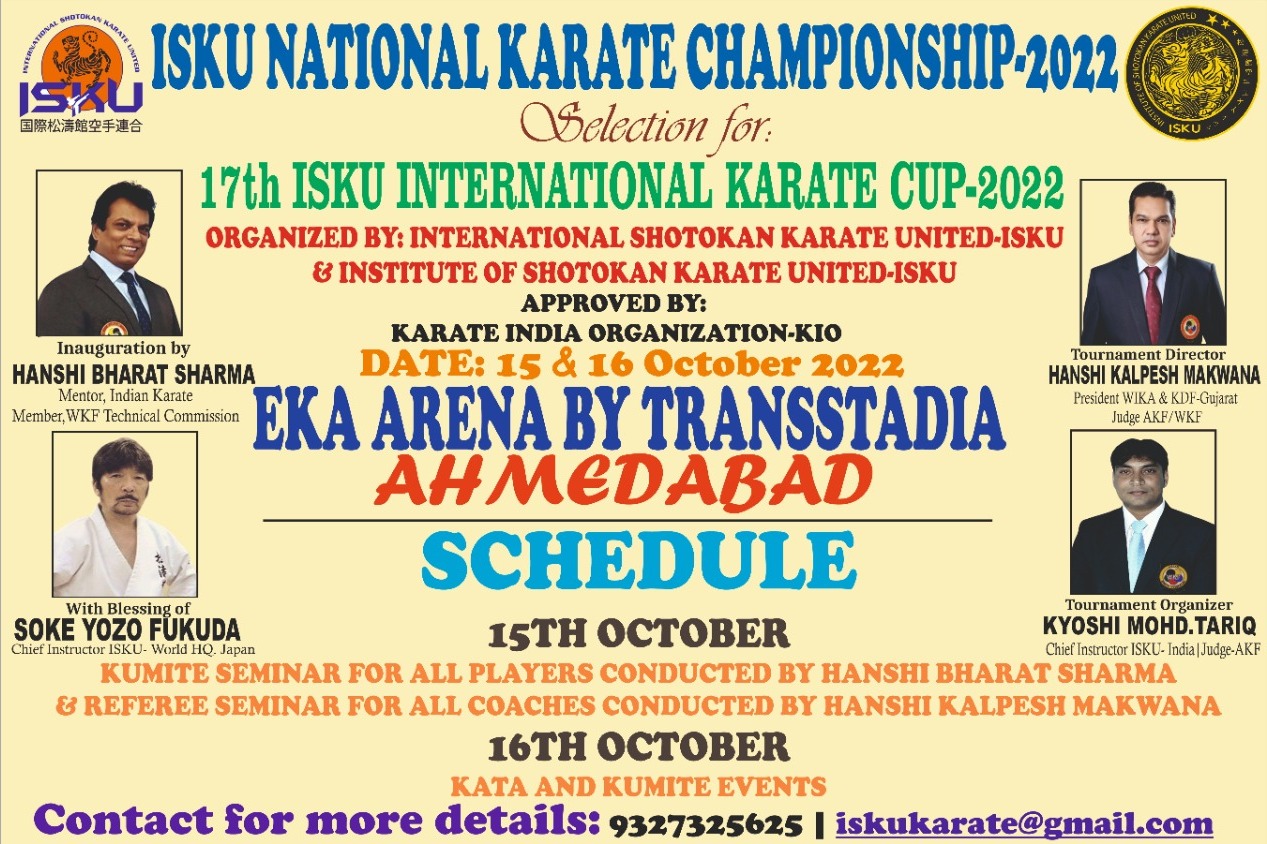 INTERNATIONAL SHOTOKAN KARATE UNITED
ISKU
国際松濤館空手連合
ISKU NATIONAL KARATE CHAMPIONSHIP-2022
INSTITUTE OF SHOTOKAN KARATE UNITED
ISKU
Selection for:
17th ISKU INTERNATIONAL KARATE CUP-2022
ORGANIZED BY: INTERNATIONAL SHOTOKAN KARATE UNITED-ISKU
& INSTITUTE OF SHOTOKAN KARATE UNITED-ISKU
APPROVED BY:
KARATE INDIA ORGANIZATION-KIO
DATE: 15 & 16 October 2022
EKA ARENA BY TRANSSTADIA
AHMEDABAD
Inauguration by
HANSHI BHARAT SHARMA
Mentor, Indian Karate
Member,WKF Technical Commission
Tournament Director
HANSHI KALPESH MAKWANA
President WIKA & KDF-Gujarat
Judge AKF/WKF
With Blessing of
SOKE YOZO FUKUDA
Chief Instructor ISKU- World HQ. Japan
Tournament Organizer
KYOSHI MOHD.TARIQ
Chief Instructor ISKU- India|Judge-AKF
SCHEDULE
15TH OCTOBER
KUMITE SEMINAR FOR ALL PLAYERS CONDUCTED BY HANSHI BHARAT SHARMA
& REFEREE SEMINAR FOR ALL COACHES CONDUCTED BY HANSHI KALPESH MAKWANA
16TH OCTOBER
KATA AND KUMITE EVENTS
Contact for more details: 9327325625 | iskukarate@gmail.com